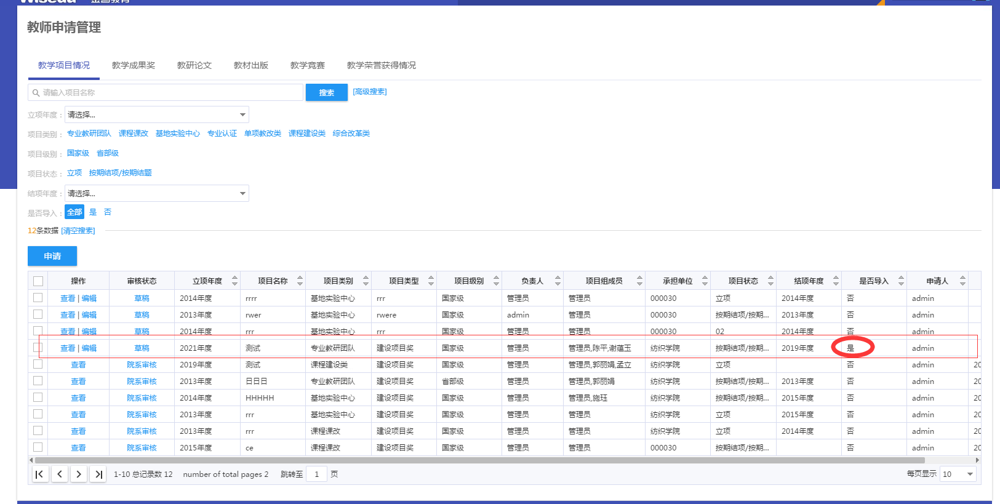 wiseduu 金智教育
教师申请管理
教学项目情况 教学成果奖 教研论文 教材出版 教学竞赛 教学荣誉获得情况
请输入项目名称 搜索 [高级搜索]
立项年度： 请选择...
项目类别： 专业教研团队 课程课改 基地实验中心 专业认证 单项教改类 课程建设类 综合改革类
项目级别： 国家级 省部级
项目状态： 立项 按期结项/按期结题
结项年度： 请选择...
是否导入： 全部 是 否
12条数据 [清空搜索]
申请
操作 审核状态 立项年度 项目名称 项目类别 项目类型 项目级别 负责人 项目组成员 承担单位 项目状态 结项年度 是否导入 申请人
查看 | 编辑 草稿 2014年度 rrrr 基地实验中心 rrr 国家级 管理员 管理员 000030 立项 2014年度 否 admin
查看 | 编辑 草稿 2013年度 rwer 基地实验中心 rwere 国家级 admin 管理员 000030 按期结项/按期... 2013年度 否 admin
查看 | 编辑 草稿 2014年度 rrr 基地实验中心 rrr 国家级 管理员 管理员 000030 02 2014年度 否 admin
查看 | 编辑 草稿 2021年度 测试 专业教研团队 建设项目奖 国家级 管理员 管理员,陈平,谢蕴玉 纺织学院 按期结项/按期... 2019年度 是 admin
查看 院系审核 2019年度 测试 课程建设类 建设项目奖 国家级 管理员 管理员,郭丽娟,孟立 纺织学院 立项 否 admin 20
查看 院系审核 2013年度 日日日 专业教研团队 建设项目奖 省部级 管理员 管理员,郭丽娟 纺织学院 按期结项/按期... 2013年度 否 admin 20
查看 院系审核 2014年度 HHHHH 基地实验中心 建设项目奖 国家级 管理员 管理员,施珏 纺织学院 按期结项/按期... 2015年度 否 admin 20
查看 院系审核 2013年度 rrr 基地实验中心 建设项目奖 国家级 管理员 管理员 纺织学院 立项 2015年度 否 admin 20
查看 院系审核 2013年度 rrr 课程课改 建设项目奖 国家级 管理员 管理员 纺织学院 立项 2014年度 否 admin 20
查看 院系审核 2015年度 ce 课程课改 建设项目奖 国家级 管理员 管理员 000030 按期结项/按期... 否 admin 20
1-10 总记录数 12 number of total pages 2 跳转至 1 页 每页显示 10